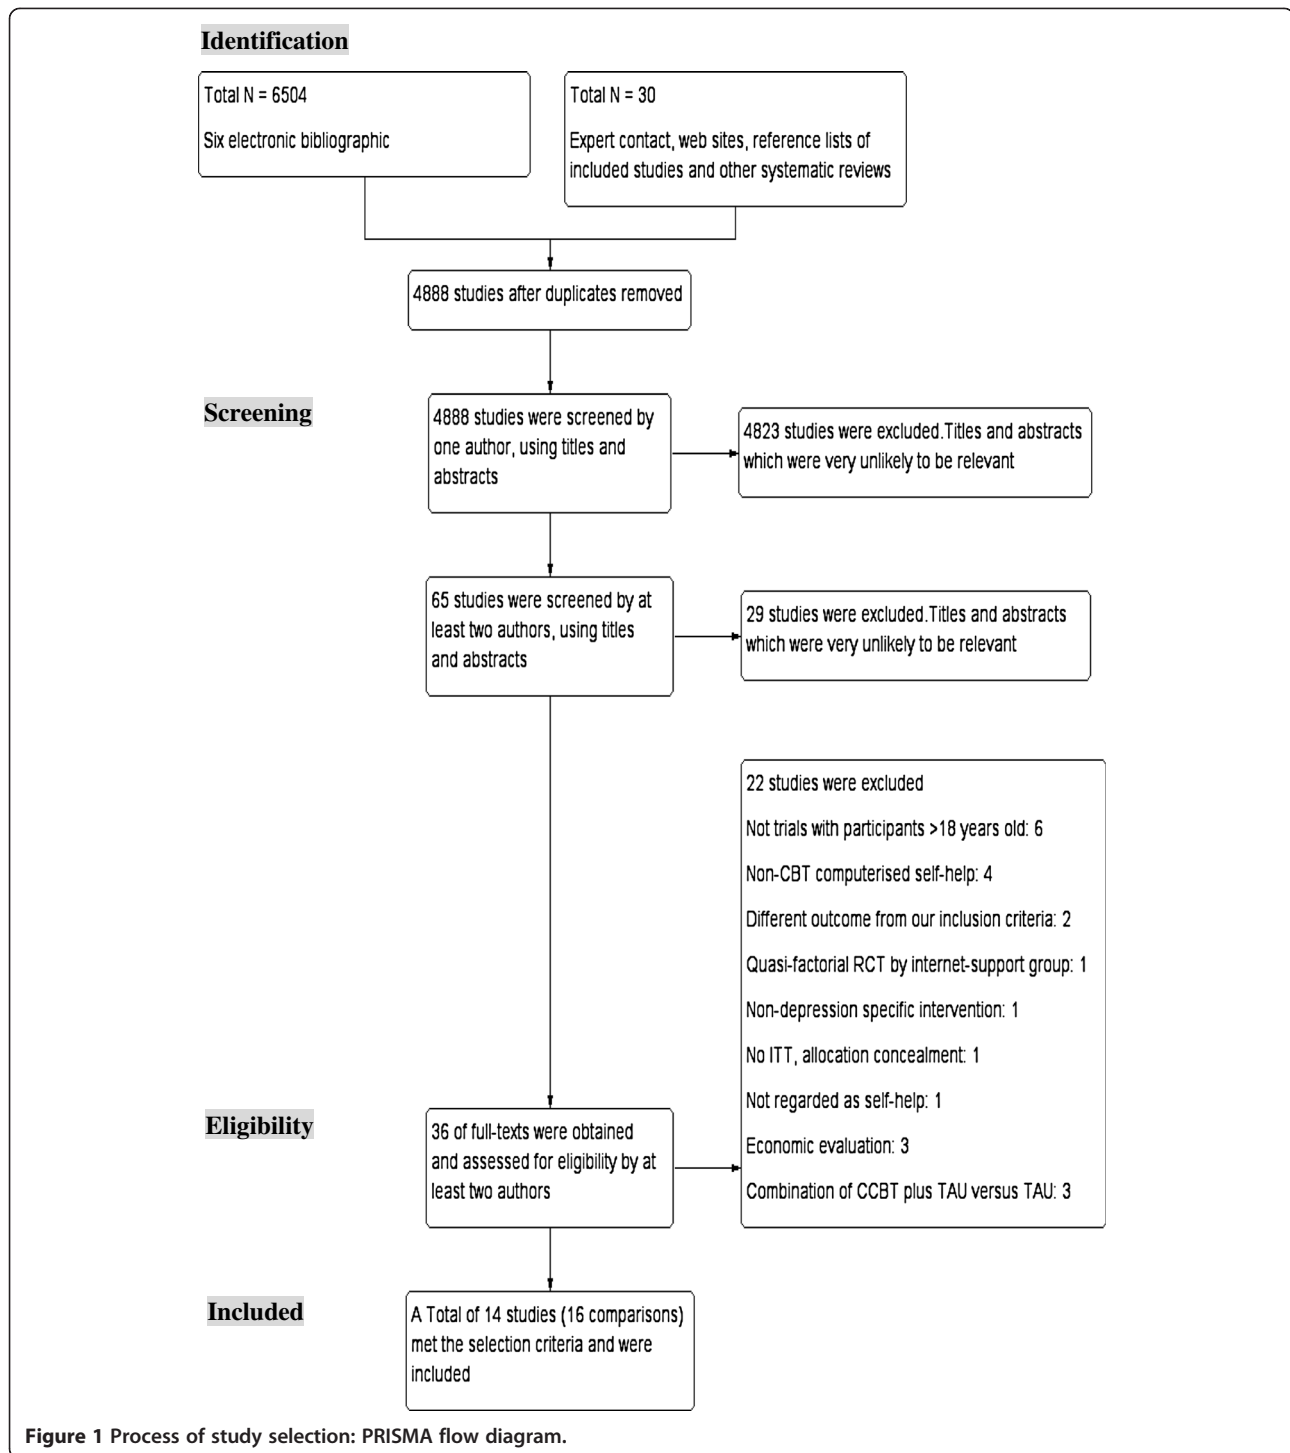 Identification
Total N = 6504
Six electronic bibliographic
Total N = 30
Expert contact, web sites, reference lists of
included studies and other systematic reviews
4888 studies after duplicates removed
Screening
4888 studies were screened by
one author, using titles and
abstracts
4823 studies were excluded.Titles and abstracts
which were very unlikely to be relevant
65 studies were screened by at
least two authors, using titles
and abstracts
29 studies were excluded.Titles and abstracts
which were very unlikely to be relevant
22 studies were excluded
Not trials with participants >18 years old: 6
Non-CBT computerised self-help: 4
Different outcome from our inclusion criteria: 2
Quasi-factorial RCT by internet-support group: 1
Non-depression specific intervention: 1
No ITT, allocation concealment: 1
Not regarded as self-help: 1
Economic evaluation: 3
Combination of CCBT plus TAU versus TAU: 3
Eligibility
36 of full-texts were obtained
and assessed for eligibility by at
least two authors
Included
A Total of 14 studies (16 comparisons)
met the selection criteria and were
included
Figure 1 Process of study selection: PRISMA flow diagram.